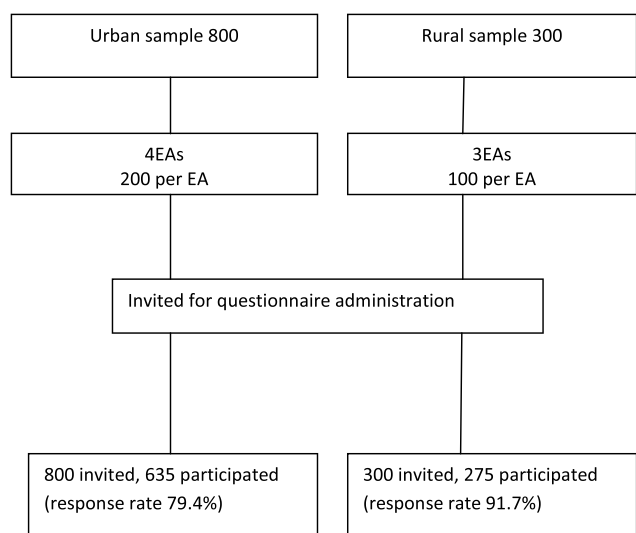 Urban sample 800
Rural sample 300
4EAs
200 per EA
3EAs
100 per EA
Invited for questionnaire administration
800 invited, 635 participated
(response rate 79.4%)
300 invited, 275 participated
(response rate 91.7%)